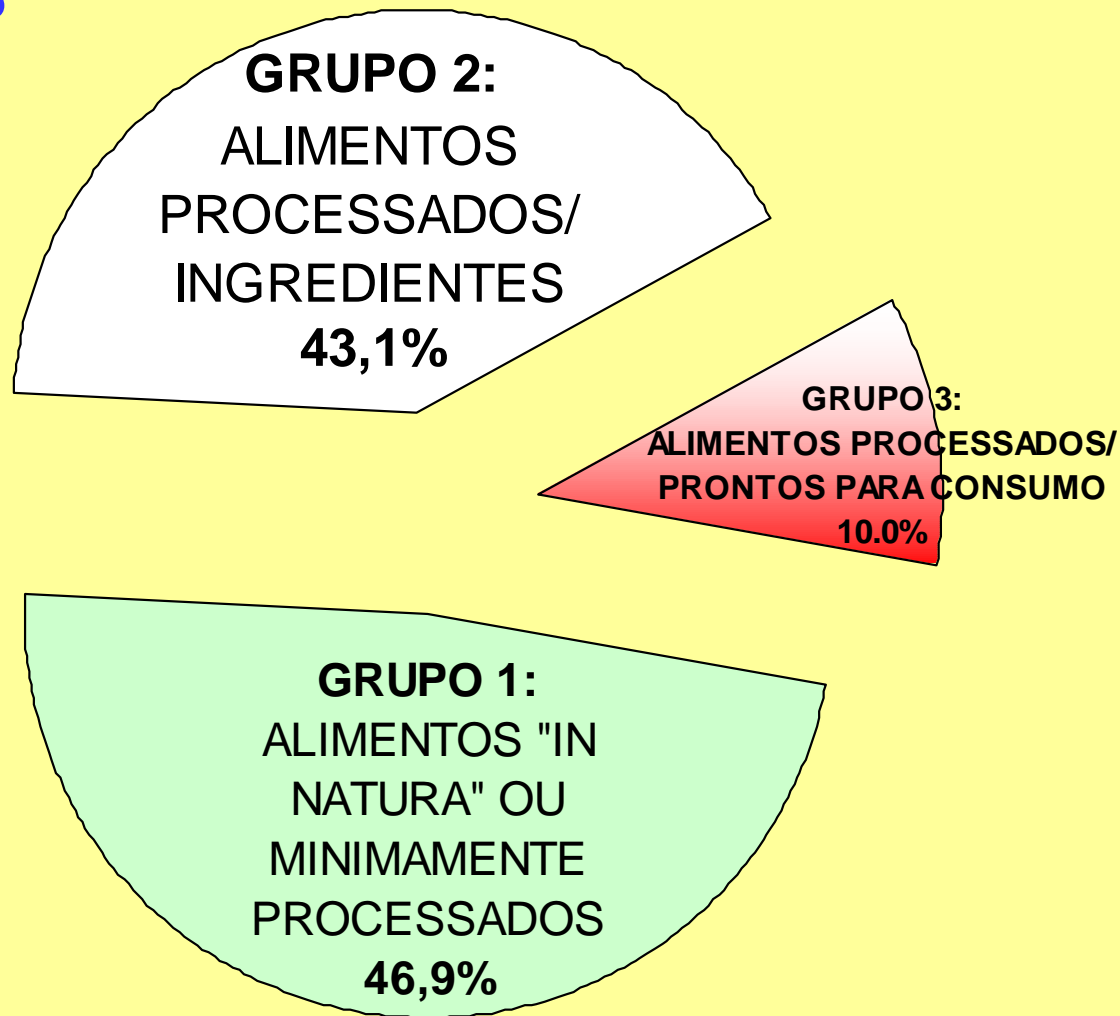 GRUPO 2:
ALIMENTOS
PROCESSADOS/
INGREDIENTES
43,1%
GRUPO 3:
ALIMENTOS PROCESSADOS/
PRONTOS PARA CONSUMO
10.0%
GRUPO 1:
ALIMENTOS "IN
NATURA" OU
MINIMAMENTE
PROCESSADOS
46,9%